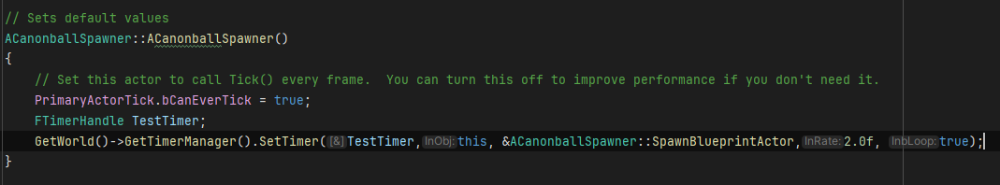 // Sets default values
ACanonballSpawner::ACanonballSpawner()
{
// Set this actor to call Tick() every frame.  You can turn this off to improve performance if you don't need it.
PrimaryActorTick.bCanEverTick = true;
FTimerHandle TestTimer;
GetWorld()->GetTimerManager().SetTimer([&]TestTimer,InObj:this, &ACanonballSpawner::SpawnBlueprintActor,InRate:2.0f, InbLoop:true);
}